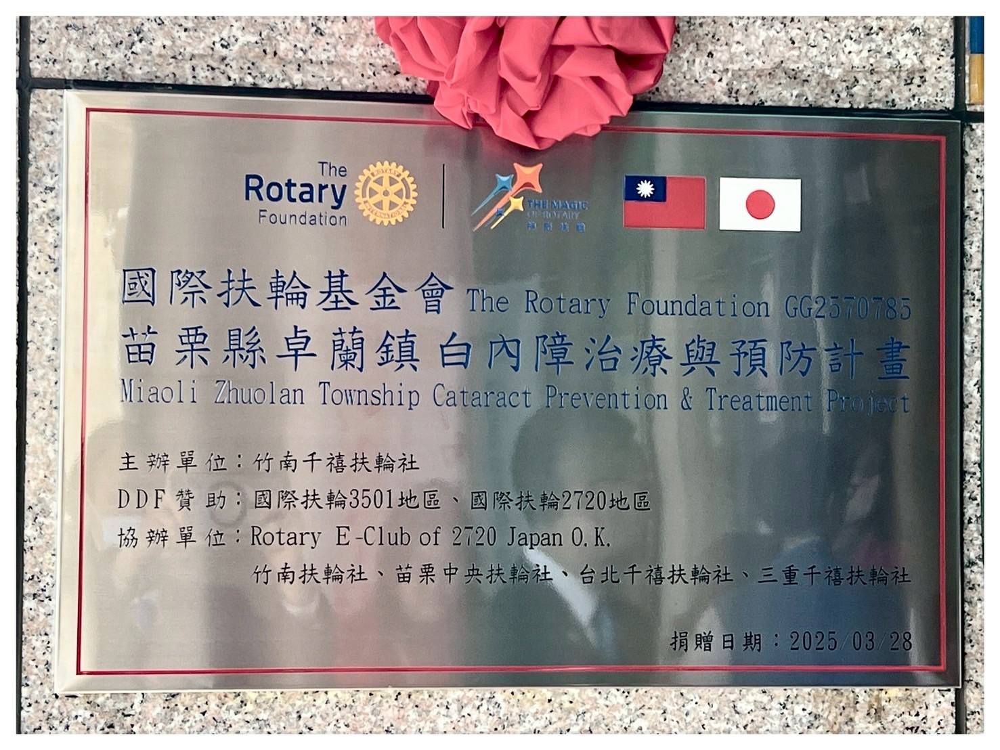 The
Rotary
Foundation
ROTARY
INTERNATIONAL
THE MAGIC
OF ROTARY
神奇扶輪
國際扶輪基金會 The Rotary Foundation GG2570785
苗栗縣卓蘭鎮白內障治療與預防計畫
Miaoli Zhuolan Township Cataract Prevention & Treatment Project
主辦單位：竹南千禧扶輪社
DDF贊助：國際扶輪3501地區、國際扶輪2720地區
協辦單位：Rotary E-Club of 2720 Japan O.K.
竹南扶輪社、苗栗中央扶輪社、台北千禧扶輪社、三重千禧扶輪社
捐贈日期：2025/03/28